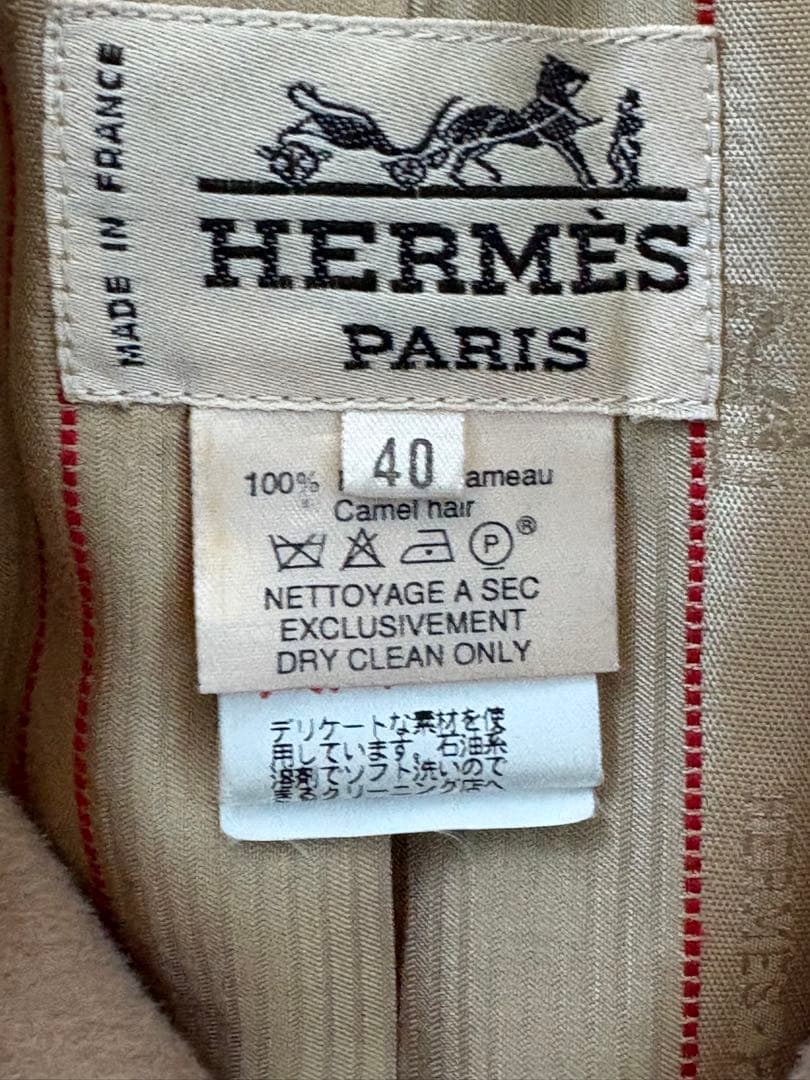 MADE IN FRANCE
HERMÈS
PARIS
40
100% ameau
Camel hair
P ®
NETTOYAGE A SEC
EXCLUSIVEMENT
DRY CLEAN ONLY
デリケートな素材を使
用しています。石油系
溶剤でソフト洗いので
きるクリーニング店へ
HERMES